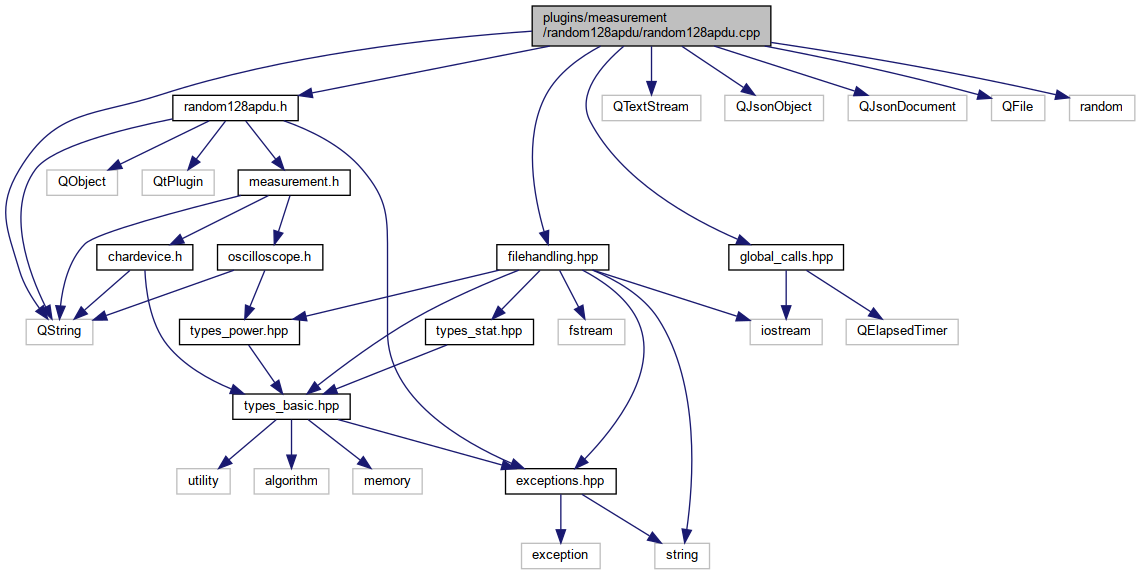 plugins/measurement
/random128apdu/random128apdu.cpp
random128apdu.h
QTextStream
QJsonObject
QJsonDocument
QFile
random
QObject
QtPlugin
measurement.h
chardevice.h
oscilloscope.h
filehandling.hpp
global_calls.hpp
QString
types_power.hpp
types_stat.hpp
fstream
iostream
QElapsedTimer
types_basic.hpp
utility
algorithm
memory
exceptions.hpp
exception
string